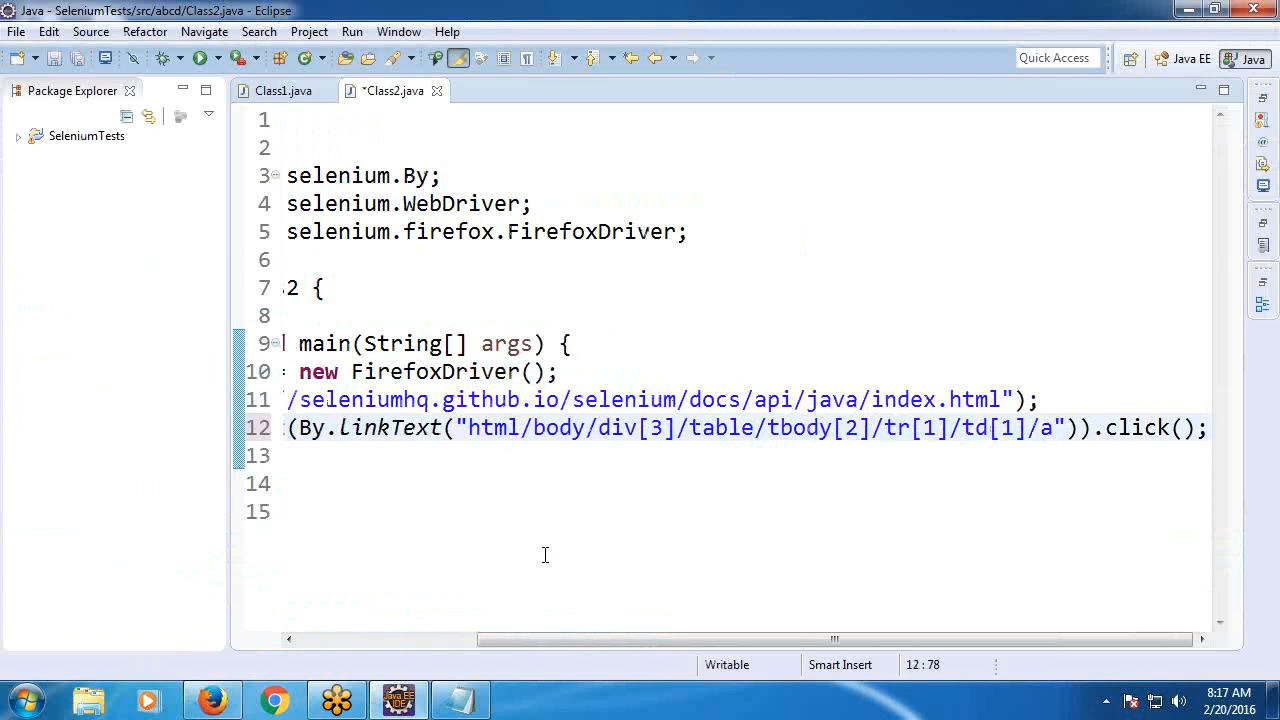 Java - SeleniumTests/src/abcd/Class2.java - Eclipse
File Edit Source Refactor Navigate Search Project Run Window Help
Quick Access Java EE Java
Package Explorer Class1.java *Class2.java
SeleniumTests
1
2
3 selenium.By;
4 selenium.WebDriver;
5 selenium.firefox.FirefoxDriver;
6
7 2 {
8
9 main(String[] args) {
10 new FirefoxDriver();
11 /seleniumhq.github.io/selenium/docs/api/java/index.html");
12 (By.linkText("html/body/div[3]/table/tbody[2]/tr[1]/td[1]/a")).click();
13
14
15
Writable Smart Insert 12 : 78
Java EE IDE
8:17 AM
2/20/2016